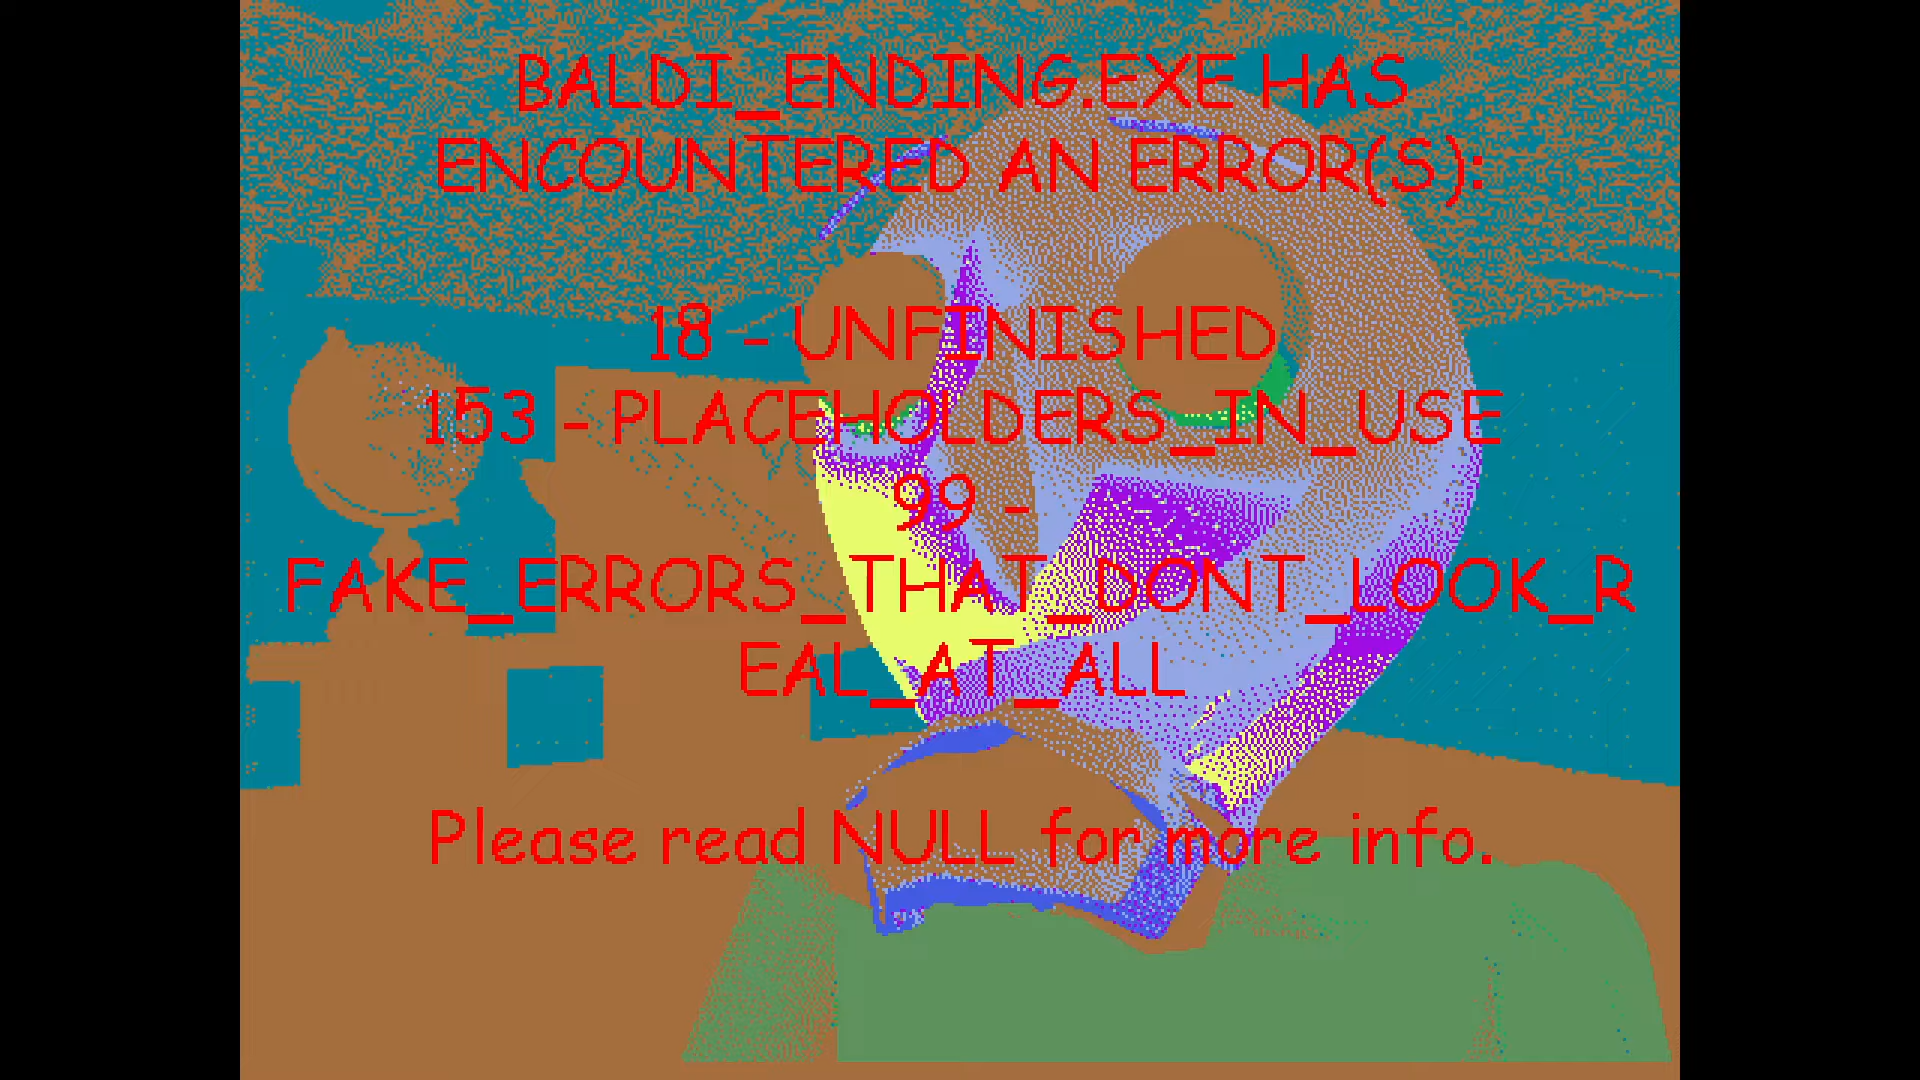 BALDI_ENDING.EXE HAS
ENCOUNTERED AN ERROR(S):
18 - UNFINISHED
153 - PLACEHOLDERS_IN_USE
99 -
FAKE_ERRORS_THAT_DONT_LOOK_R
EAL_AT_ALL
Please read NULL for more info.